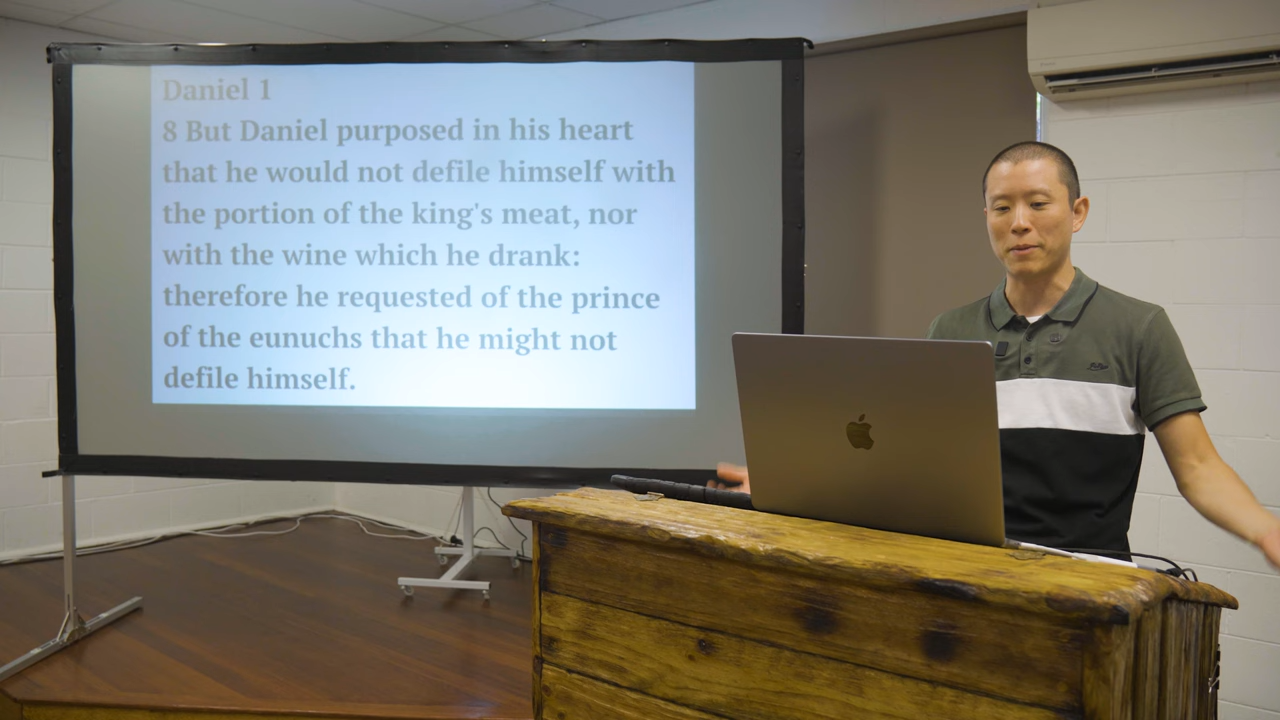 Daniel 1
8 But Daniel purposed in his heart
that he would not defile himself with
the portion of the king's meat, nor
with the wine which he drank:
therefore he requested of the prince
of the eunuchs that he might not
defile himself.